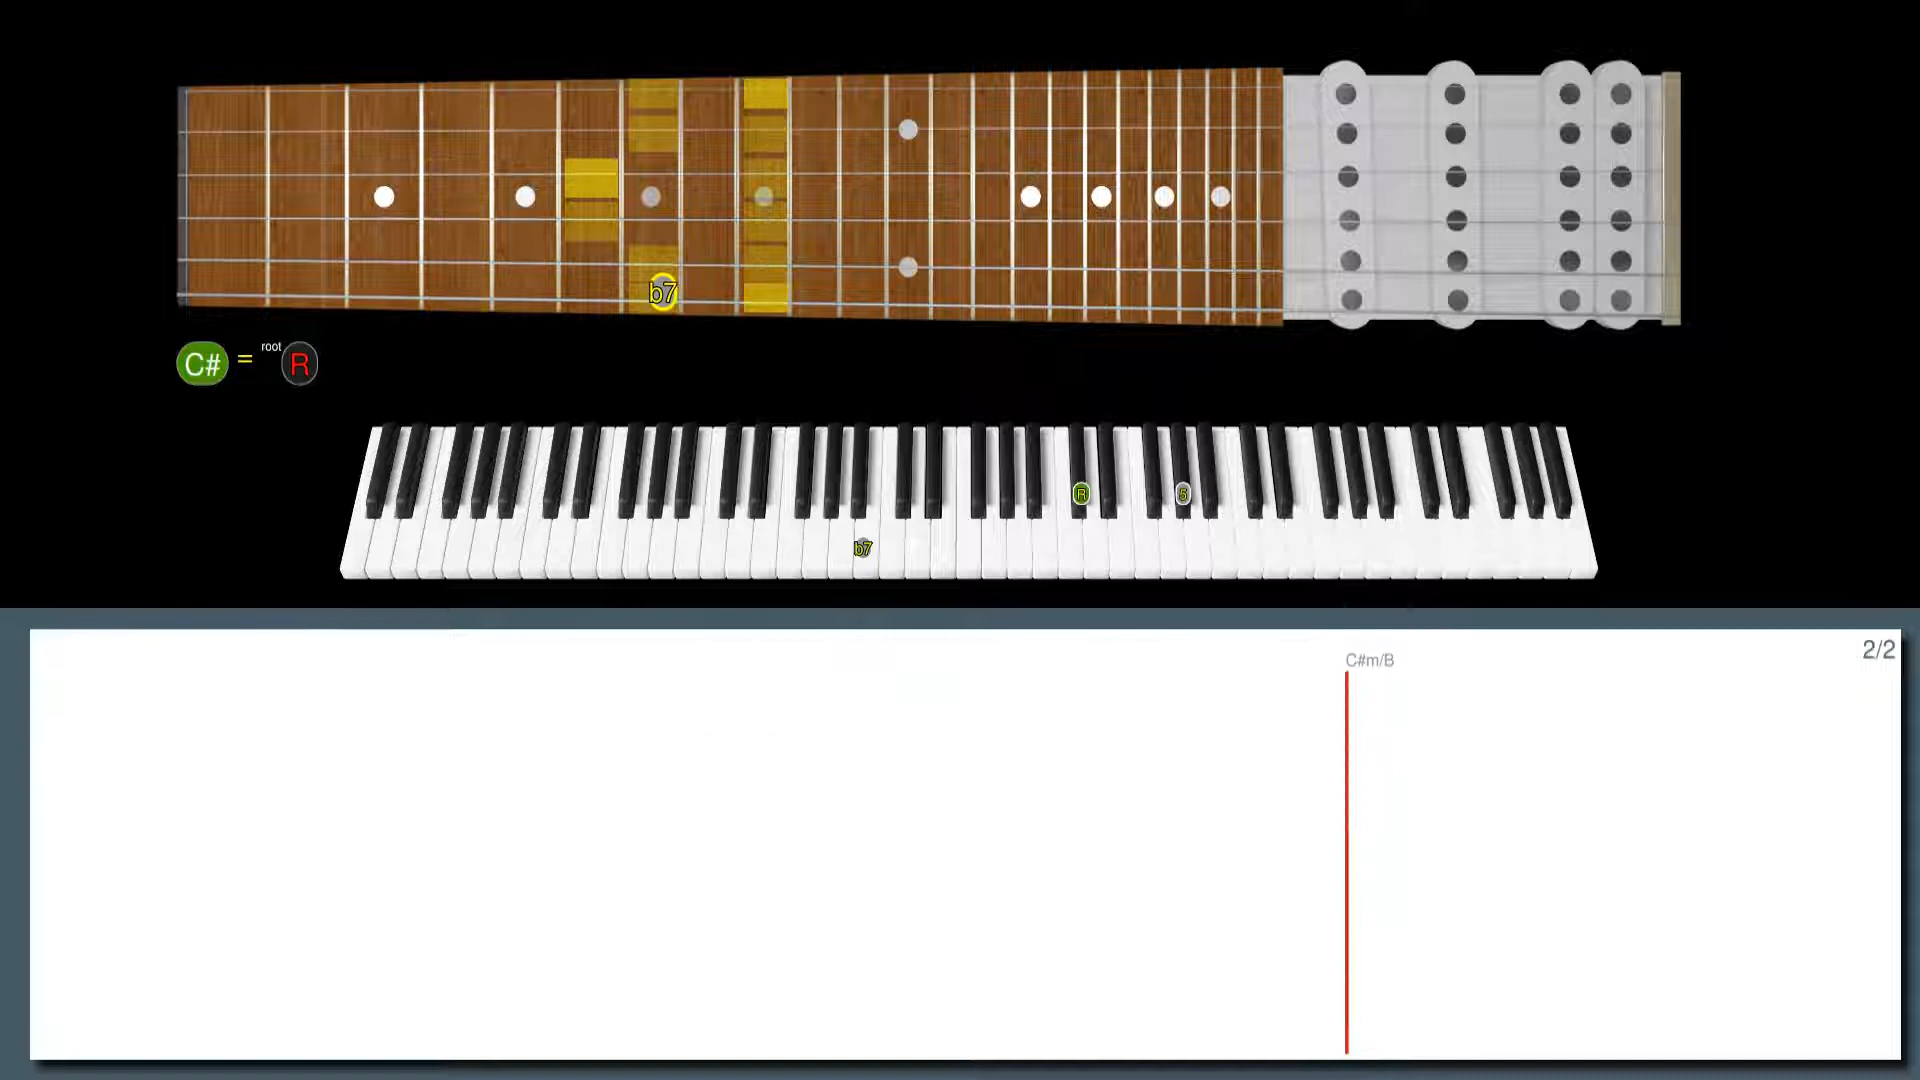 b7
root
C# = R
R
5
b7
C#m/B
2/2